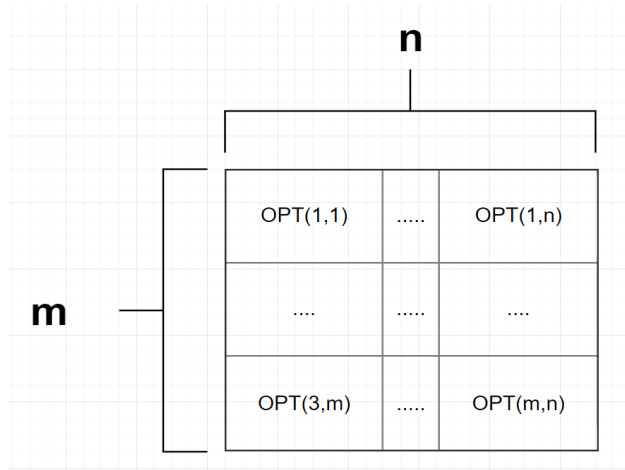 n
OPT(1,1) ..... OPT(1,n)
m .... ..... ....
OPT(3,m) ..... OPT(m,n)